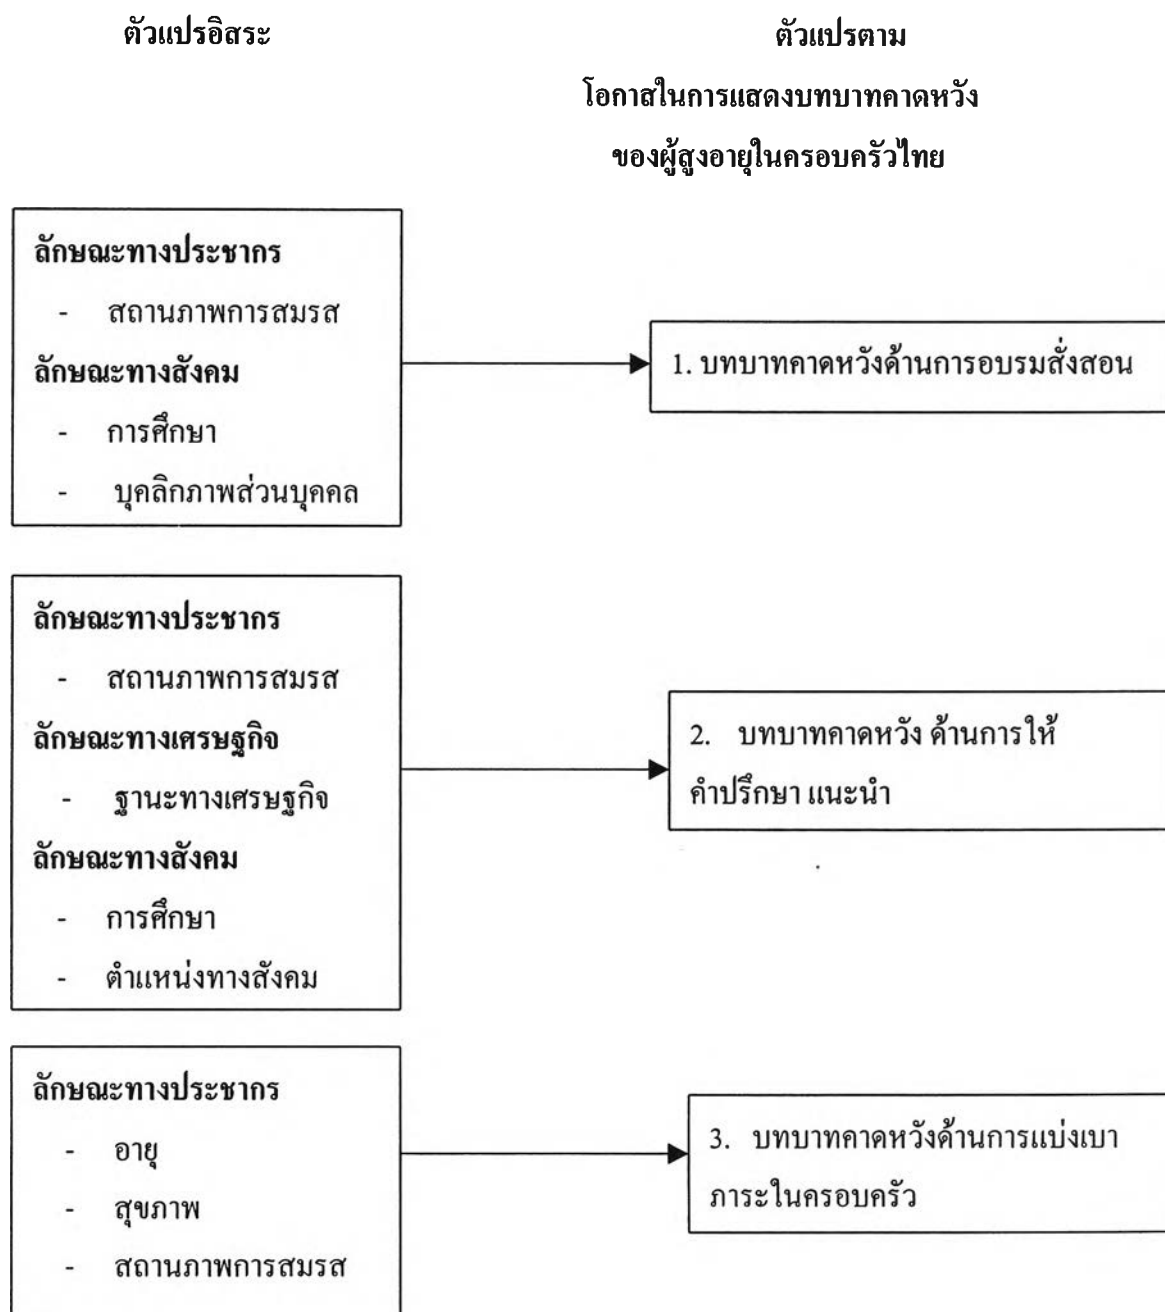 ตัวแปรอิสระ
ตัวแปรตาม
โอกาสในการแสดงบทบาทคาดหวัง
ของผู้สูงอายุในครอบครัวไทย
ลักษณะทางประชากร
- สถานภาพการสมรส
ลักษณะทางสังคม
- การศึกษา
- บุคลิกภาพส่วนบุคคล
1. บทบาทคาดหวังด้านการอบรมสั่งสอน
ลักษณะทางประชากร
- สถานภาพการสมรส
ลักษณะทางเศรษฐกิจ
- ฐานะทางเศรษฐกิจ
ลักษณะทางสังคม
- การศึกษา
- ตำแหน่งทางสังคม
2. บทบาทคาดหวัง ด้านการให้
คำปรึกษา แนะนำ
ลักษณะทางประชากร
- อายุ
- สุขภาพ
- สถานภาพการสมรส
3. บทบาทคาดหวังด้านการแบ่งเบา
ภาระในครอบครัว